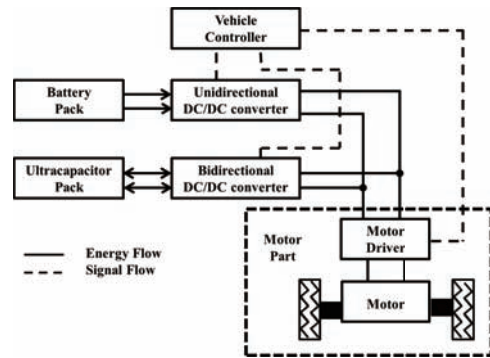 Vehicle
Controller
Battery
Pack
Unidirectional
DC/DC converter
Ultracapacitor
Pack
Bidirectional
DC/DC converter
Energy Flow
Signal Flow
Motor
Part
Motor
Driver
Motor